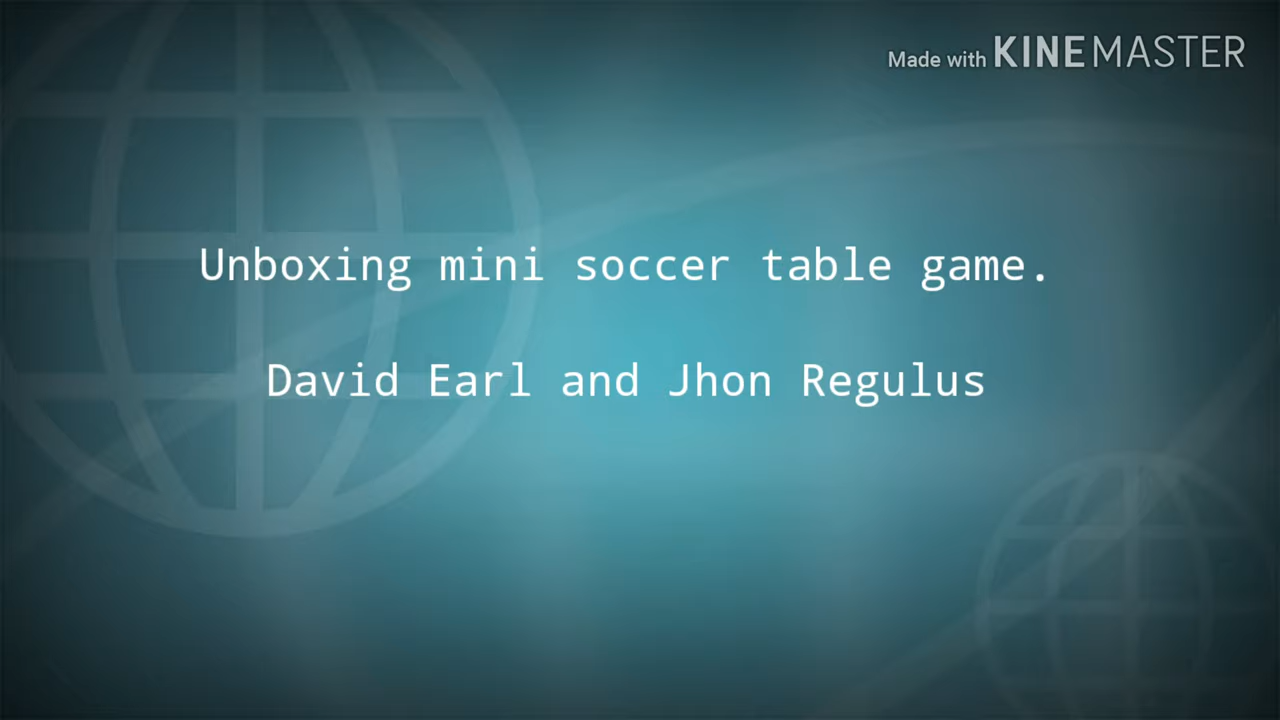 Made with KINEMASTER
Unboxing mini soccer table game.
David Earl and Jhon Regulus